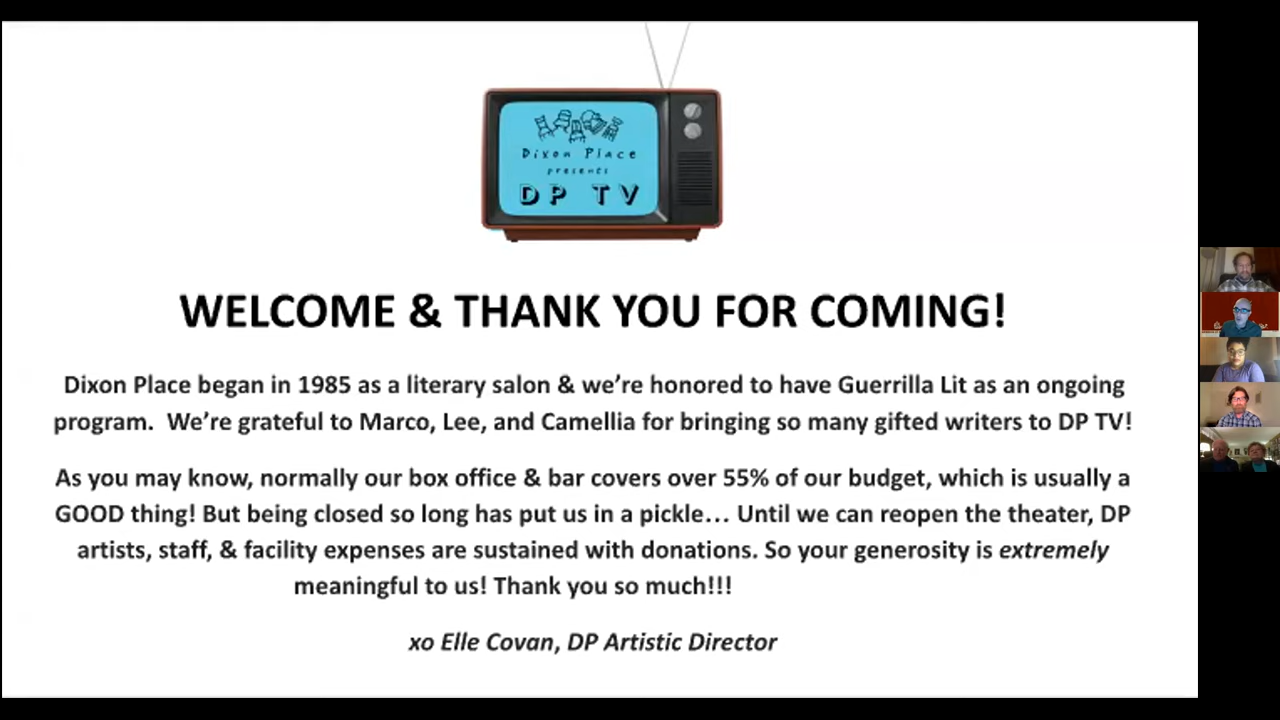 Dixon Place
presents
DP TV
WELCOME & THANK YOU FOR COMING!
Dixon Place began in 1985 as a literary salon & we’re honored to have Guerrilla Lit as an ongoing
program.  We’re grateful to Marco, Lee, and Camellia for bringing so many gifted writers to DP TV!
As you may know, normally our box office & bar covers over 55% of our budget, which is usually a
GOOD thing! But being closed so long has put us in a pickle… Until we can reopen the theater, DP
artists, staff, & facility expenses are sustained with donations. So your generosity is extremely
meaningful to us! Thank you so much!!!
xo Elle Covan, DP Artistic Director